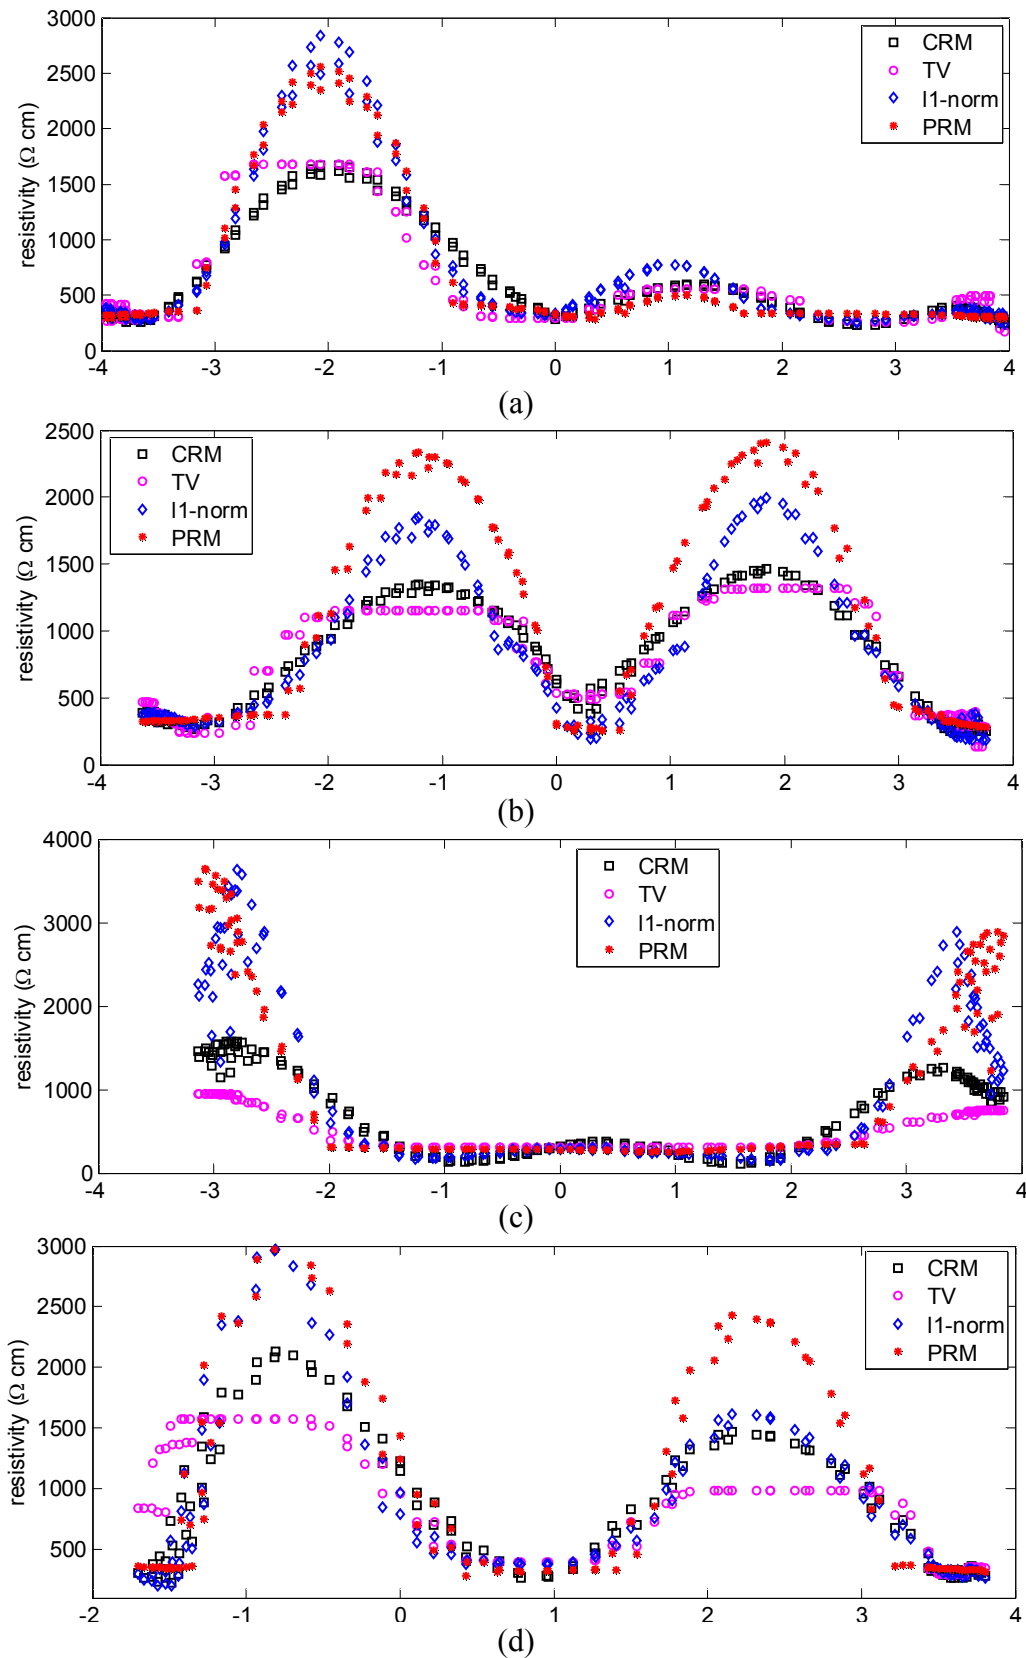 3000
2500
2000
1500
1000
500
0
resistivity (Ω cm)
CRM
TV
l1-norm
PRM
-4 -3 -2 -1 0 1 2 3 4
(a)
2500
2000
1500
1000
500
0
resistivity (Ω cm)
CRM
TV
l1-norm
PRM
-4 -3 -2 -1 0 1 2 3 4
(b)
4000
3000
2000
1000
0
resistivity (Ω cm)
CRM
TV
l1-norm
PRM
-4 -3 -2 -1 0 1 2 3 4
(c)
3000
2500
2000
1500
1000
500
resistivity (Ω cm)
CRM
TV
l1-norm
PRM
-2 -1 0 1 2 3 4
(d)